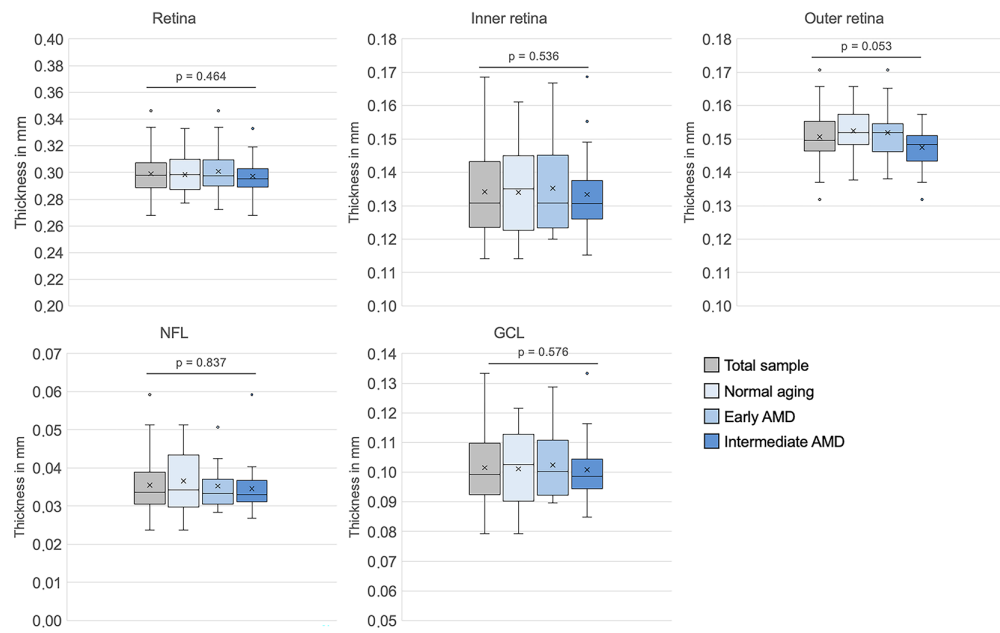 Retina
0.40
0.38
0.36
0.34
0.32
0.30
0.28
0.26
0.24
0.22
0.20
Thickness in mm
p = 0.464
Inner retina
0.18
0.17
0.16
0.15
0.14
0.13
0.12
0.11
0.10
Thickness in mm
p = 0.536
Outer retina
0.18
0.17
0.16
0.15
0.14
0.13
0.12
0.11
0.10
Thickness in mm
p = 0.053
NFL
0.07
0.06
0.05
0.04
0.03
0.02
0.01
0.00
Thickness in mm
p = 0.837
GCL
0.14
0.13
0.12
0.11
0.10
0.09
0.08
0.07
0.06
0.05
Thickness in mm
p = 0.576
Total sample
Normal aging
Early AMD
Intermediate AMD